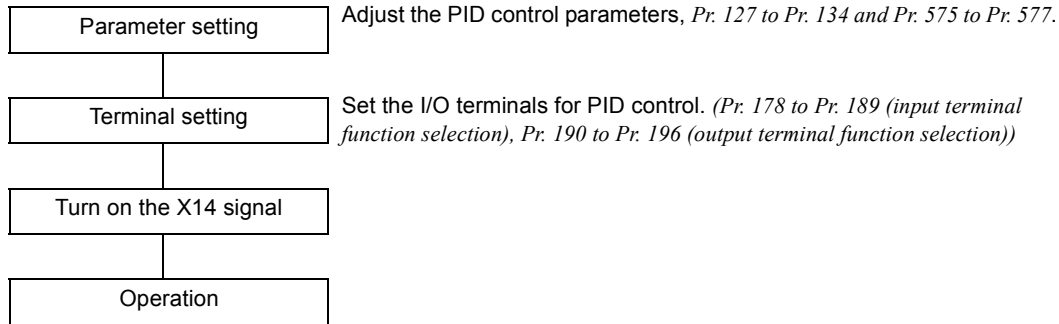 Parameter setting
Adjust the PID control parameters, Pr. 127 to Pr. 134 and Pr. 575 to Pr. 577.
Terminal setting
Set the I/O terminals for PID control. (Pr. 178 to Pr. 189 (input terminal
function selection), Pr. 190 to Pr. 196 (output terminal function selection))
Turn on the X14 signal
Operation